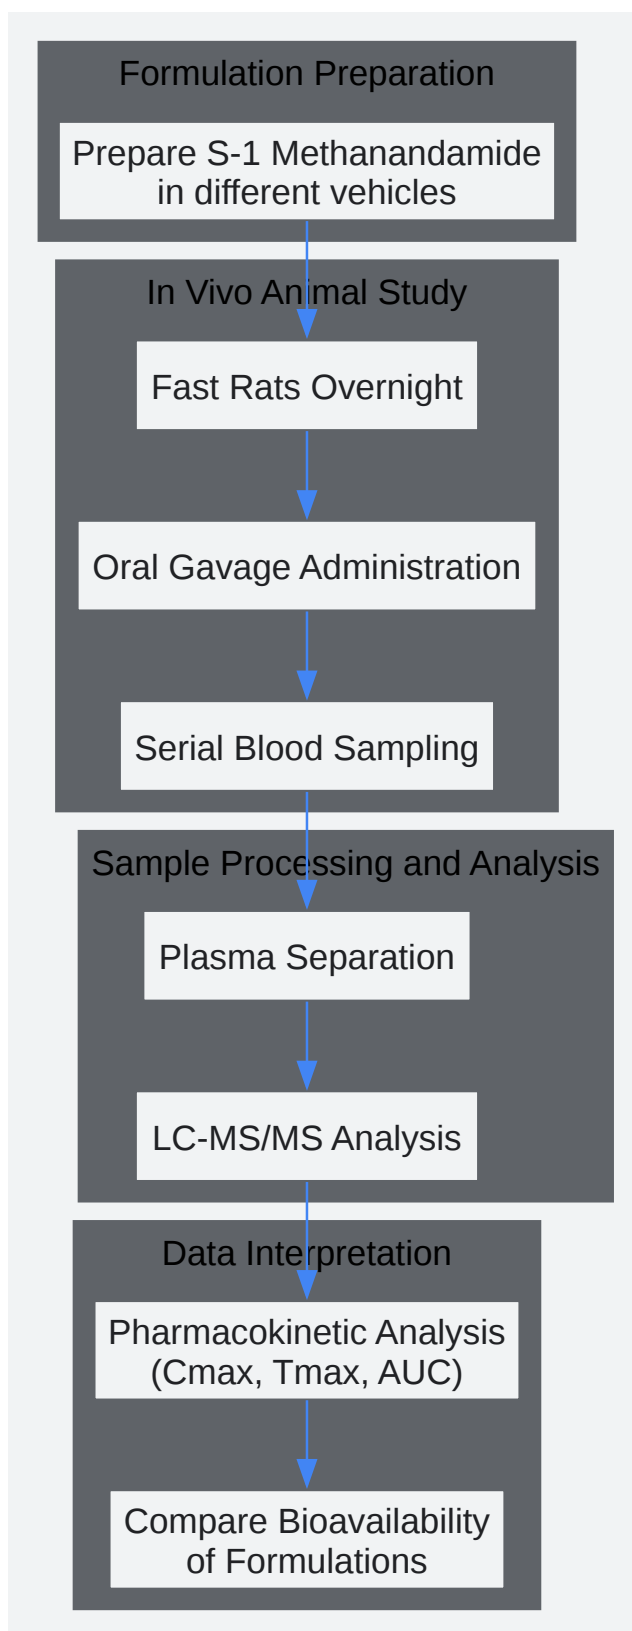 Formulation Preparation
Prepare S-1 Methanandamide
in different vehicles
In Vivo Animal Study
Fast Rats Overnight
Oral Gavage Administration
Serial Blood Sampling
Sample Processing and Analysis
Plasma Separation
LC-MS/MS Analysis
Data Interpretation
Pharmacokinetic Analysis
(Cmax, Tmax, AUC)
Compare Bioavailability
of Formulations